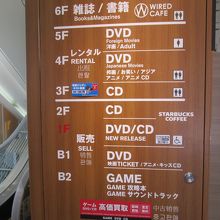 6F 雑誌/書籍
Books&Magazines
WIRED CAFE
5F DVD
Foreign Movies
洋画/Adult
レンタル
4F RENTAL
DVD
Japanese Movies
邦画/お笑い/アジア
アニメ/CD アニメ
3F CD
2F CD
STARBUCKS COFFEE
1F DVD/CD
NEW RELEASE
販売
SELL
B1 DVD
映画TICKET/アニメ・キッズCD
B2 GAME
GAME 攻略本
GAME サウンドトラック
ゲーム
高価買取